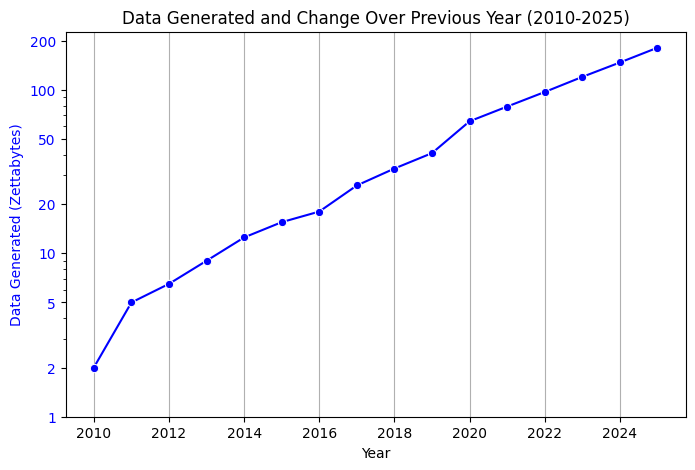 Data Generated and Change Over Previous Year (2010-2025)
Data Generated (Zettabytes)
200
100
50
20
10
5
2
1
2010 2012 2014 2016 2018 2020 2022 2024
Year